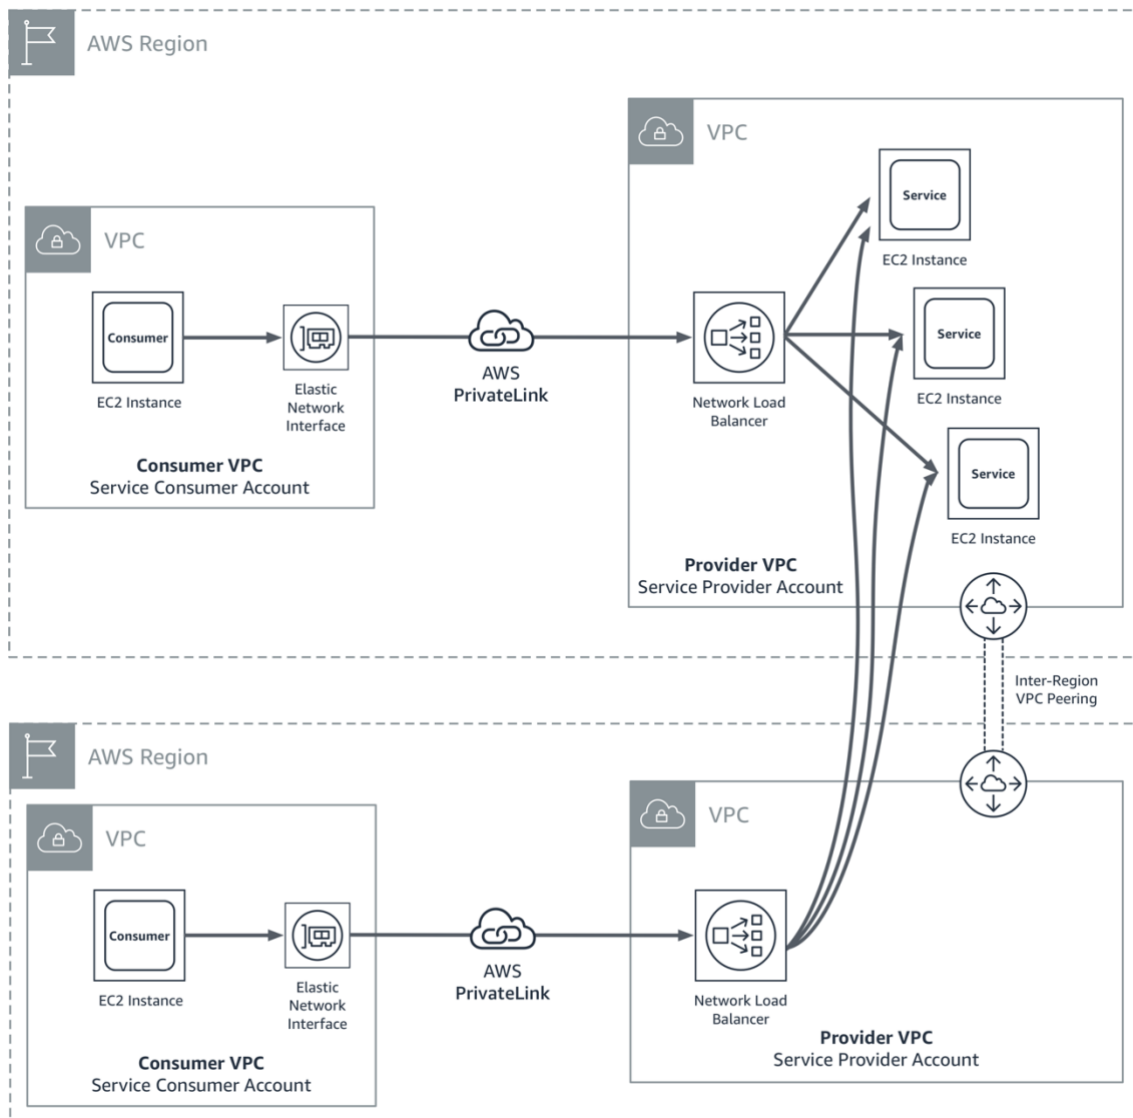 AWS Region
VPC
Service
EC2 Instance
VPC
Consumer
EC2 Instance
Elastic
Network
Interface
AWS
PrivateLink
Network Load
Balancer
Service
EC2 Instance
Consumer VPC
Service Consumer Account
Service
EC2 Instance
Provider VPC
Service Provider Account
Inter-Region
VPC Peering
AWS Region
VPC
VPC
Consumer
EC2 Instance
Elastic
Network
Interface
AWS
PrivateLink
Network Load
Balancer
Consumer VPC
Service Consumer Account
Provider VPC
Service Provider Account